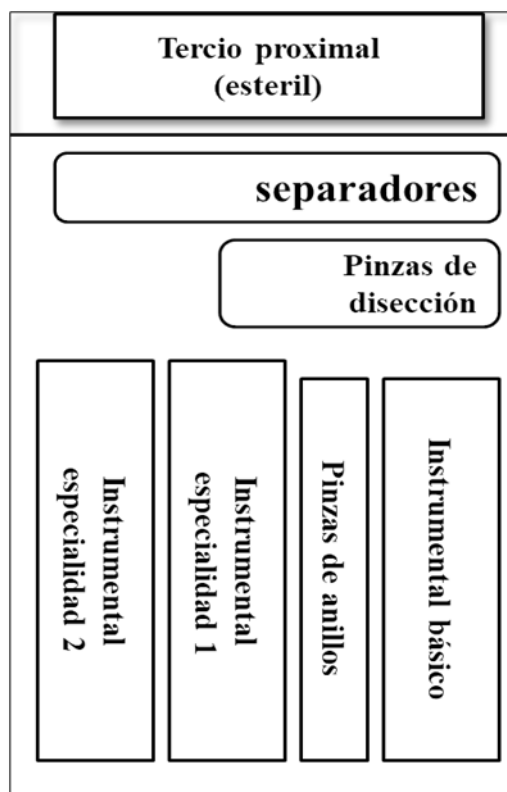 Tercio proximal
(esteril)
separadores
Pinzas de
disección
Instrumental
especialidad 2
Instrumental
especialidad 1
Pinzas de anillos
Instrumental básico